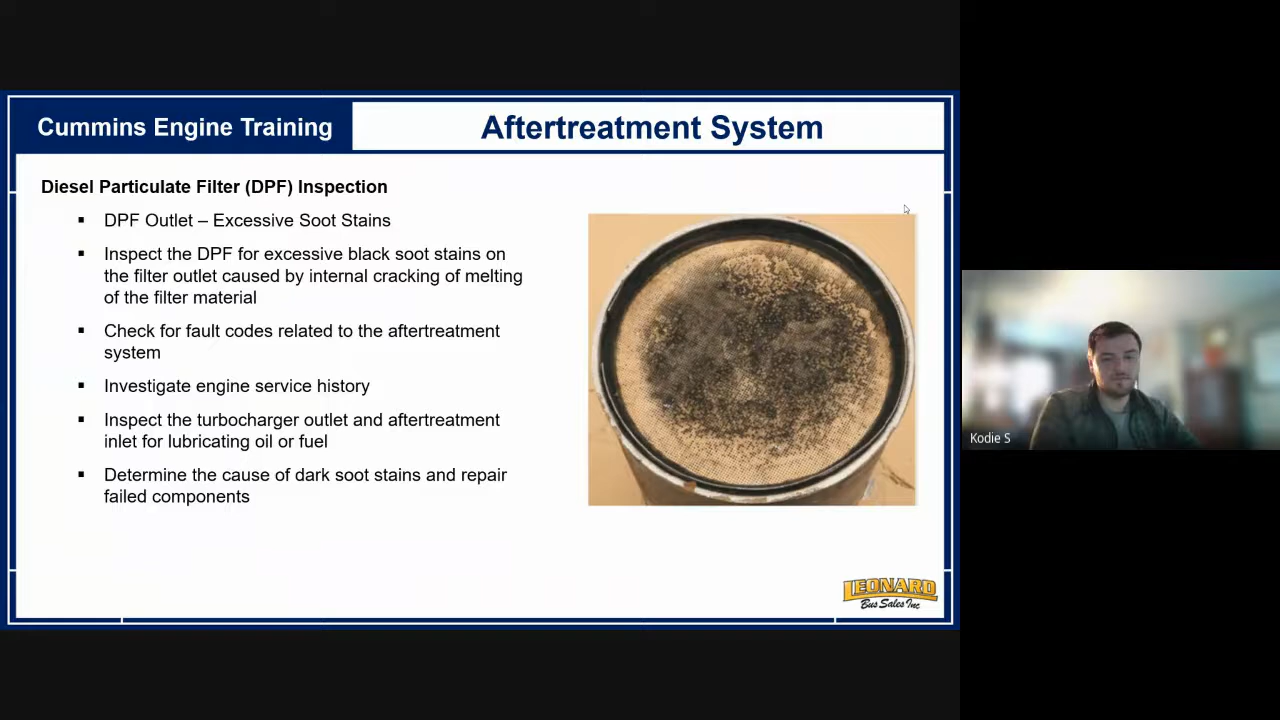 Cummins Engine Training
Aftertreatment System
Diesel Particulate Filter (DPF) Inspection
▪ DPF Outlet – Excessive Soot Stains
▪ Inspect the DPF for excessive black soot stains on
the filter outlet caused by internal cracking of melting
of the filter material
▪ Check for fault codes related to the aftertreatment
system
▪ Investigate engine service history
▪ Inspect the turbocharger outlet and aftertreatment
inlet for lubricating oil or fuel
▪ Determine the cause of dark soot stains and repair
failed components
LEONARD
Bus Sales Inc
Kodie S